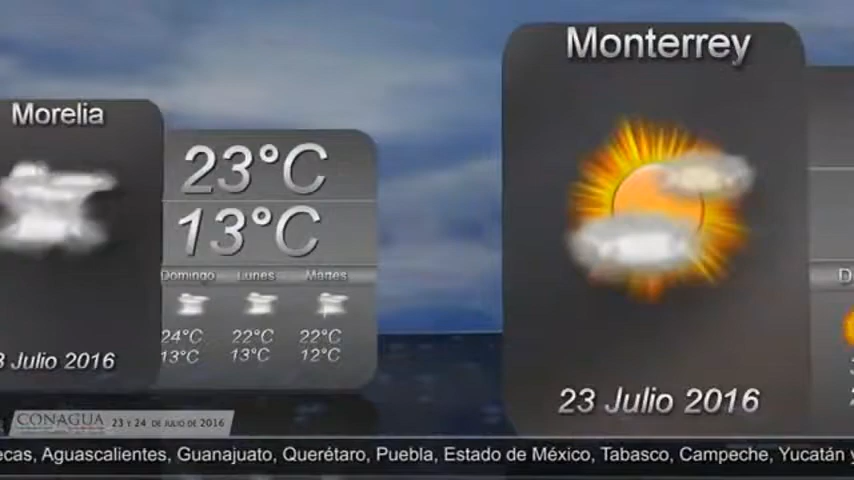 Morelia
23°C
13°C
Domingo Lunes Martes
24°C 22°C 22°C
13°C 13°C 12°C
Julio 2016
Monterrey
23 Julio 2016
CONAGUA 23 Y 24 DE JULIO DE 2016
Aguascalientes, Guanajuato, Querétaro, Puebla, Estado de México, Tabasco, Campeche, Yucatán y